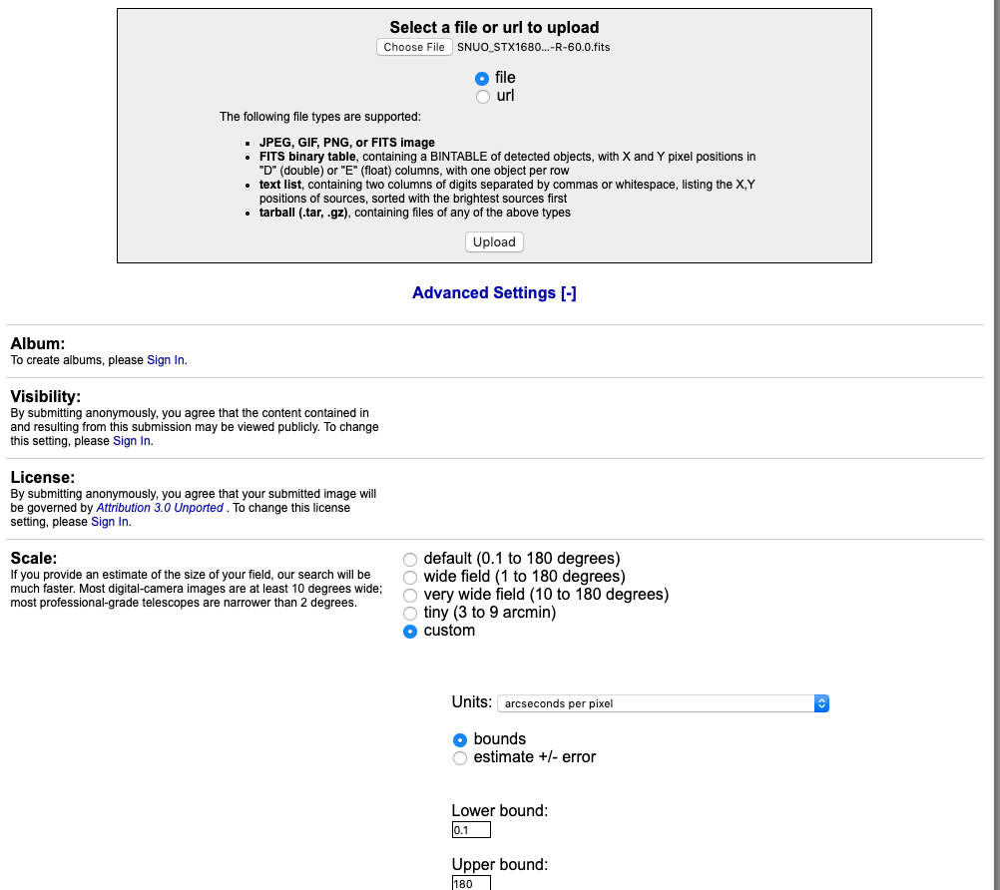 Select a file or url to upload
Choose File SNUO_STX1680...-R-60.0.fits
file
url
The following file types are supported:
• JPEG, GIF, PNG, or FITS image
• FITS binary table, containing a BINTABLE of detected objects, with X and Y pixel positions in
"D" (double) or "E" (float) columns, with one object per row
• text list, containing two columns of digits separated by commas or whitespace, listing the X,Y
positions of sources, sorted with the brightest sources first
• tarball (.tar, .gz), containing files of any of the above types
Upload
Advanced Settings [-]
Album:
To create albums, please Sign In.
Visibility:
By submitting anonymously, you agree that the content contained in
and resulting from this submission may be viewed publicly. To change
this setting, please Sign In.
License:
By submitting anonymously, you agree that your submitted image will
be governed by Attribution 3.0 Unported . To change this license
setting, please Sign In.
Scale:
If you provide an estimate of the size of your field, our search will be
much faster. Most digital-camera images are at least 10 degrees wide;
most professional-grade telescopes are narrower than 2 degrees.
default (0.1 to 180 degrees)
wide field (1 to 180 degrees)
very wide field (10 to 180 degrees)
tiny (3 to 9 arcmin)
custom
Units: arcseconds per pixel
bounds
estimate +/- error
Lower bound:
0.1
Upper bound:
180